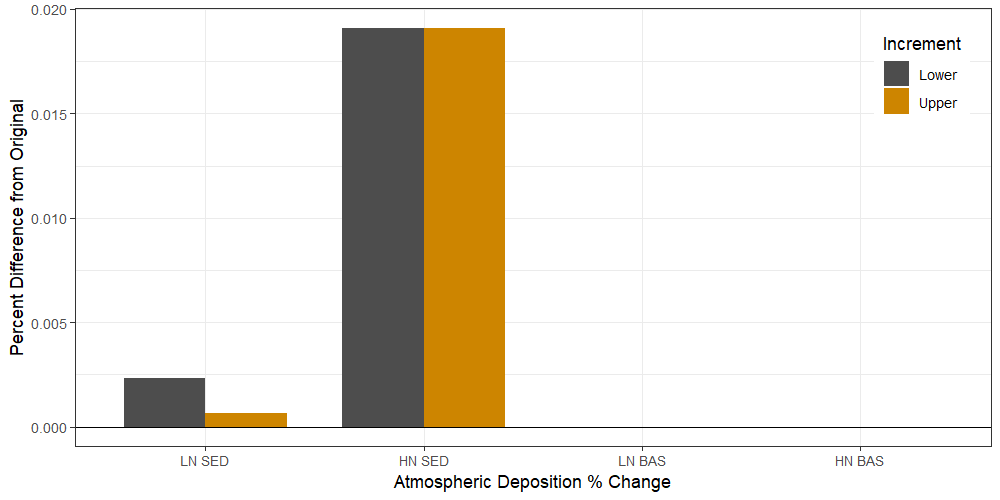 Percent Difference from Original
0.020
0.015
0.010
0.005
0.000
Increment
Lower
Upper
LN SED
HN SED
LN BAS
HN BAS
Atmospheric Deposition % Change